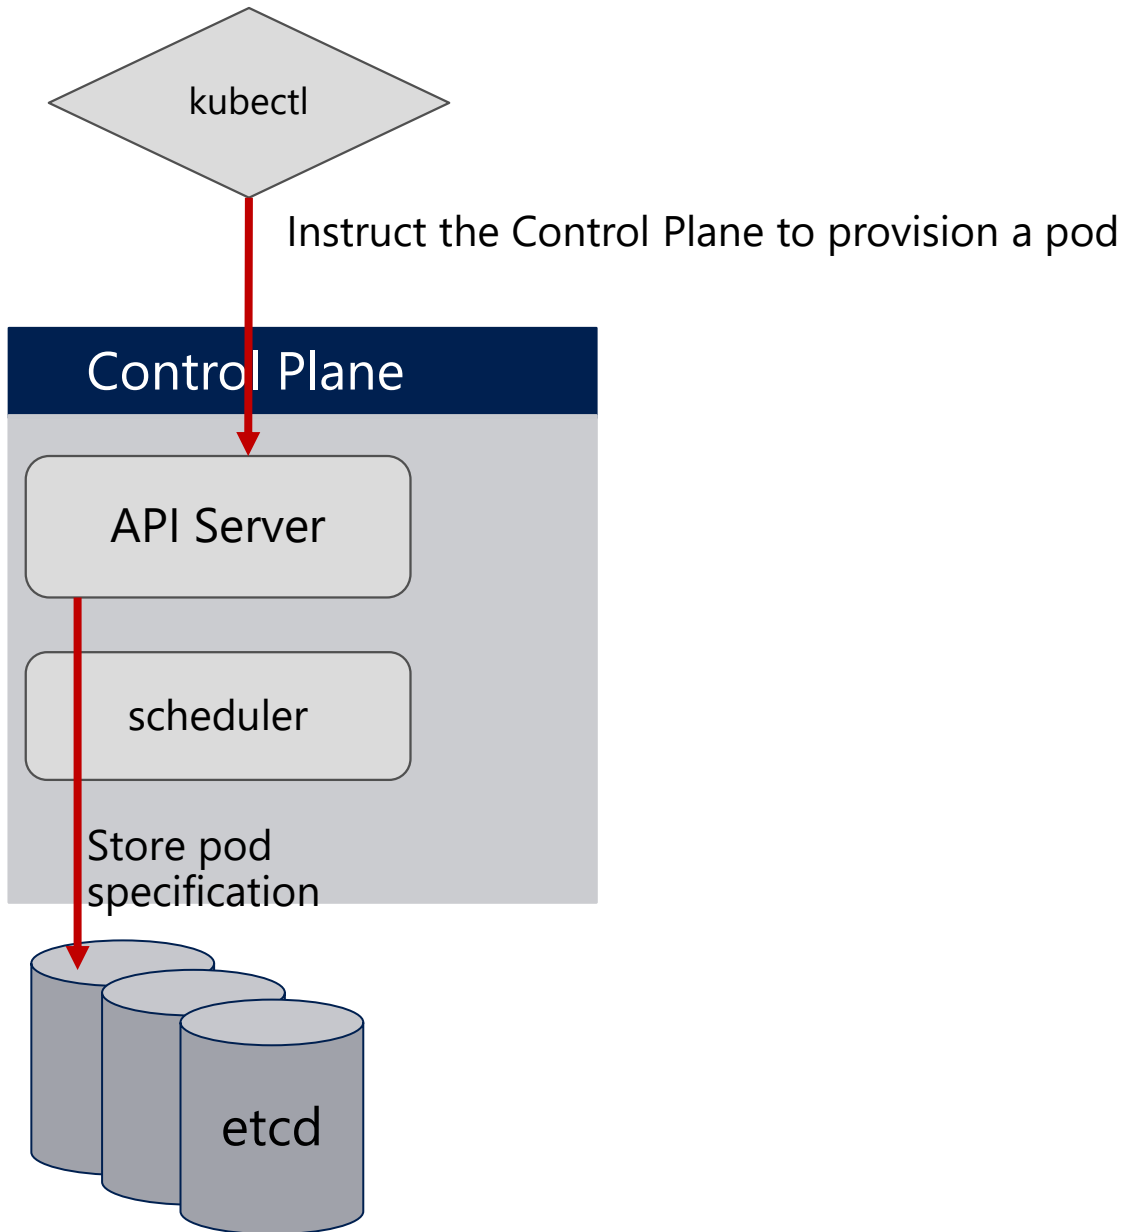 kubectl
Instruct the Control Plane to provision a pod
Control Plane
API Server
scheduler
Store pod
specification
etcd